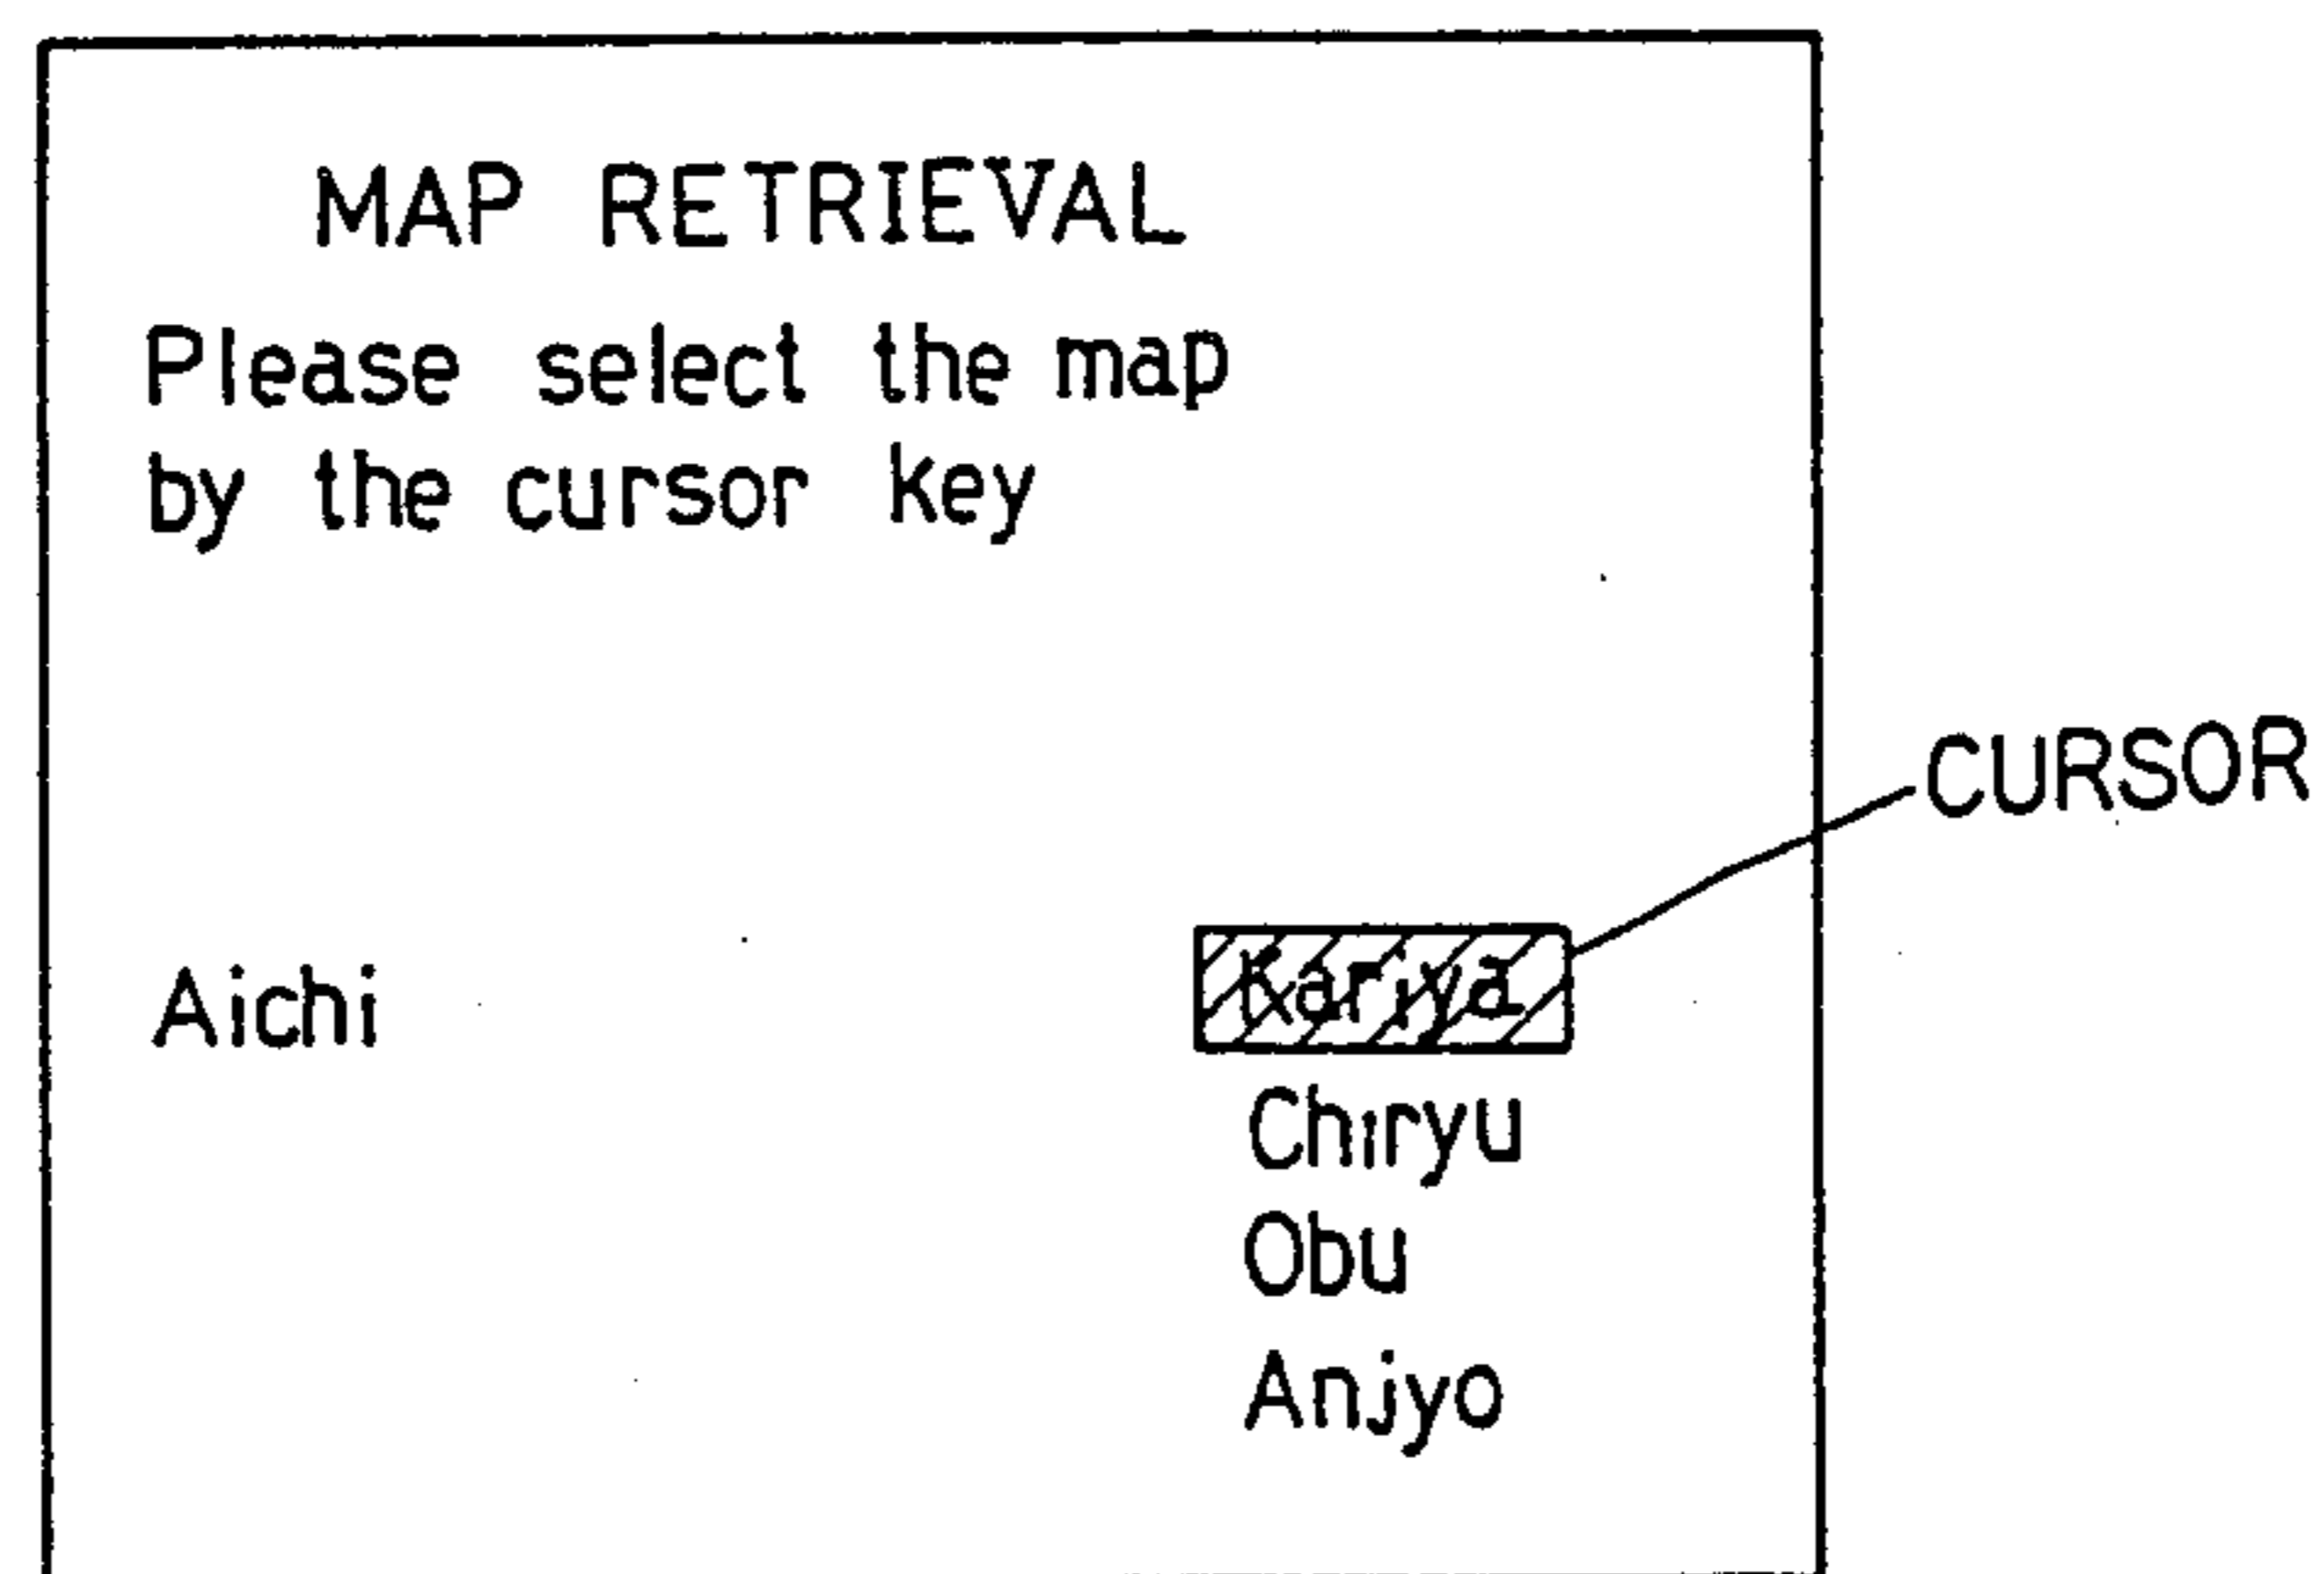 MAP RETRIEVAL
Please select the map
by the cursor key
CURSOR
Aichi Kariya
Chiryu
Obu
Anjyo